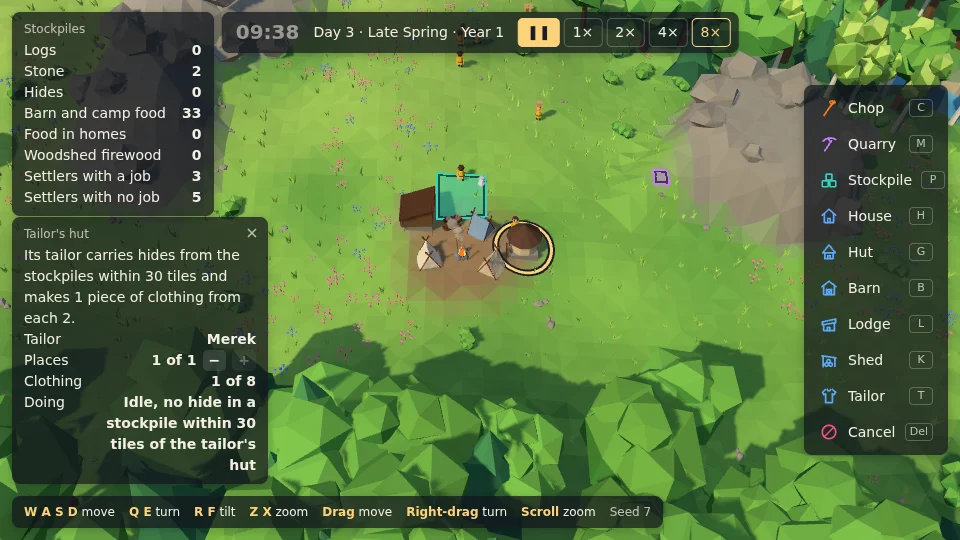 Stockpiles
Logs 0
Stone 2
Hides 0
Barn and camp food 33
Food in homes 0
Woodshed firewood 0
Settlers with a job 3
Settlers with no job 5
09:38 Day 3 · Late Spring · Year 1 1× 2× 4× 8×
Tailor's hut ×
Its tailor carries hides from the
stockpiles within 30 tiles and
makes 1 piece of clothing from
each 2.
Tailor Merek
Places 1 of 1 − +
Clothing 1 of 8
Doing Idle, no hide in a
stockpile within 30
tiles of the tailor's
hut
Chop C
Quarry M
Stockpile P
House H
Hut G
Barn B
Lodge L
Shed K
Tailor T
Cancel Del
W A S D move Q E turn R F tilt Z X zoom Drag move Right-drag turn Scroll zoom Seed 7